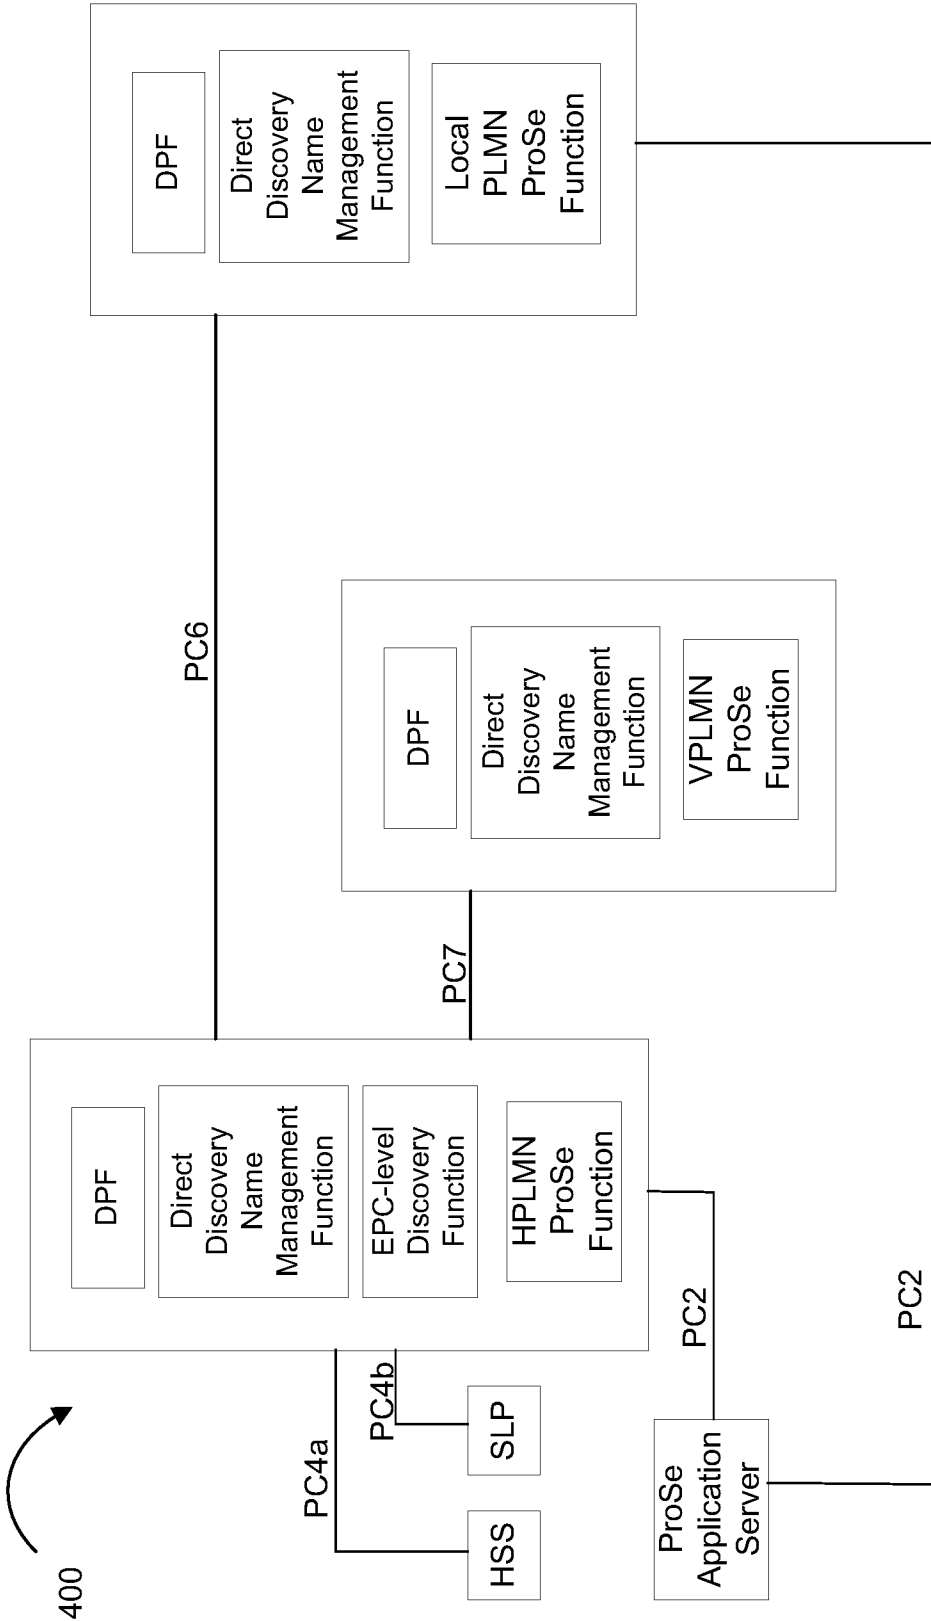 400
HSS
SLP
PC4a
PC4b
ProSe
Application
Server
PC2
PC2
DPF
Direct
Discovery
Name
Management
Function
EPC-level
Discovery
Function
HPLMN
ProSe
Function
PC7
PC6
DPF
Direct
Discovery
Name
Management
Function
VPLMN
ProSe
Function
DPF
Direct
Discovery
Name
Management
Function
Local
PLMN
ProSe
Function